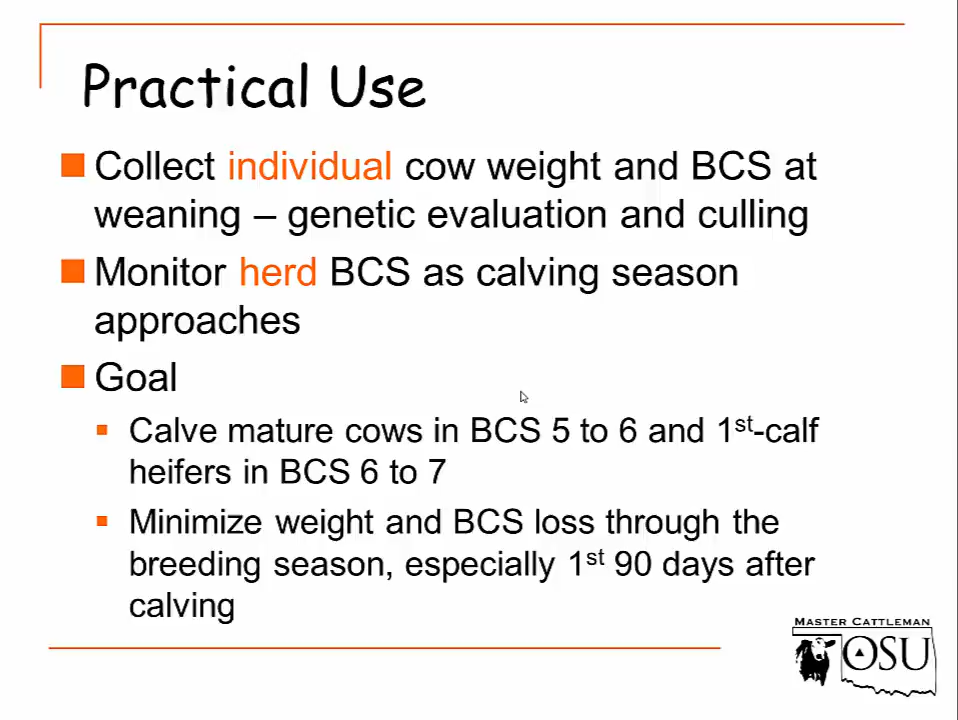 Practical Use
Collect individual cow weight and BCS at
weaning – genetic evaluation and culling
Monitor herd BCS as calving season
approaches
Goal
Calve mature cows in BCS 5 to 6 and 1st-calf
heifers in BCS 6 to 7
Minimize weight and BCS loss through the
breeding season, especially 1st 90 days after
calving
MASTER CATTLEMAN
OSU